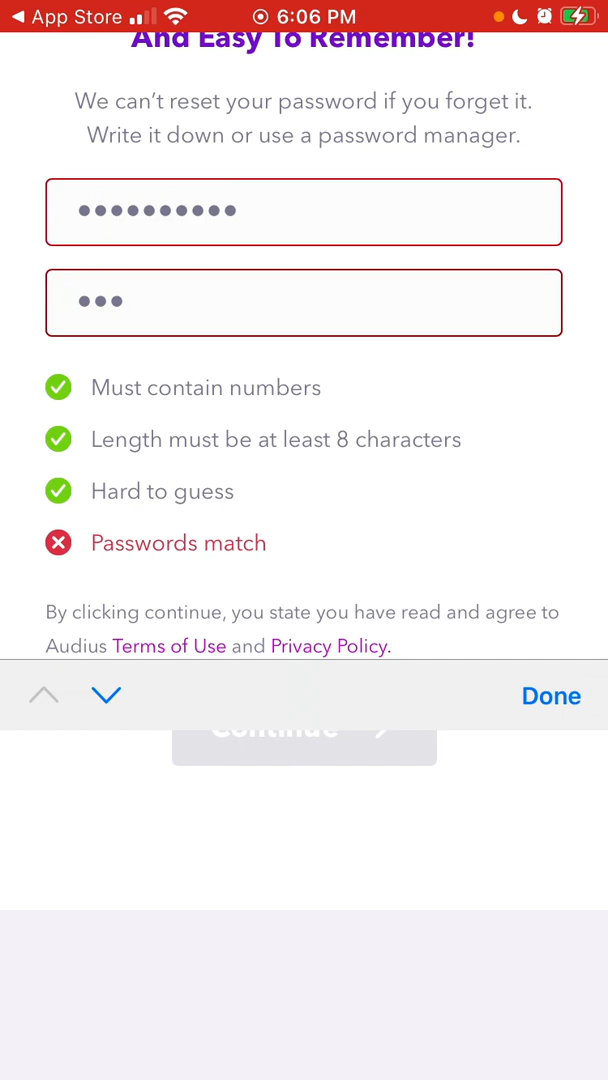 App Store 6:06 PM
And Easy To Remember!
We can't reset your password if you forget it.
Write it down or use a password manager.
Must contain numbers
Length must be at least 8 characters
Hard to guess
Passwords match
By clicking continue, you state you have read and agree to
Audius Terms of Use and Privacy Policy.
Done
Continue